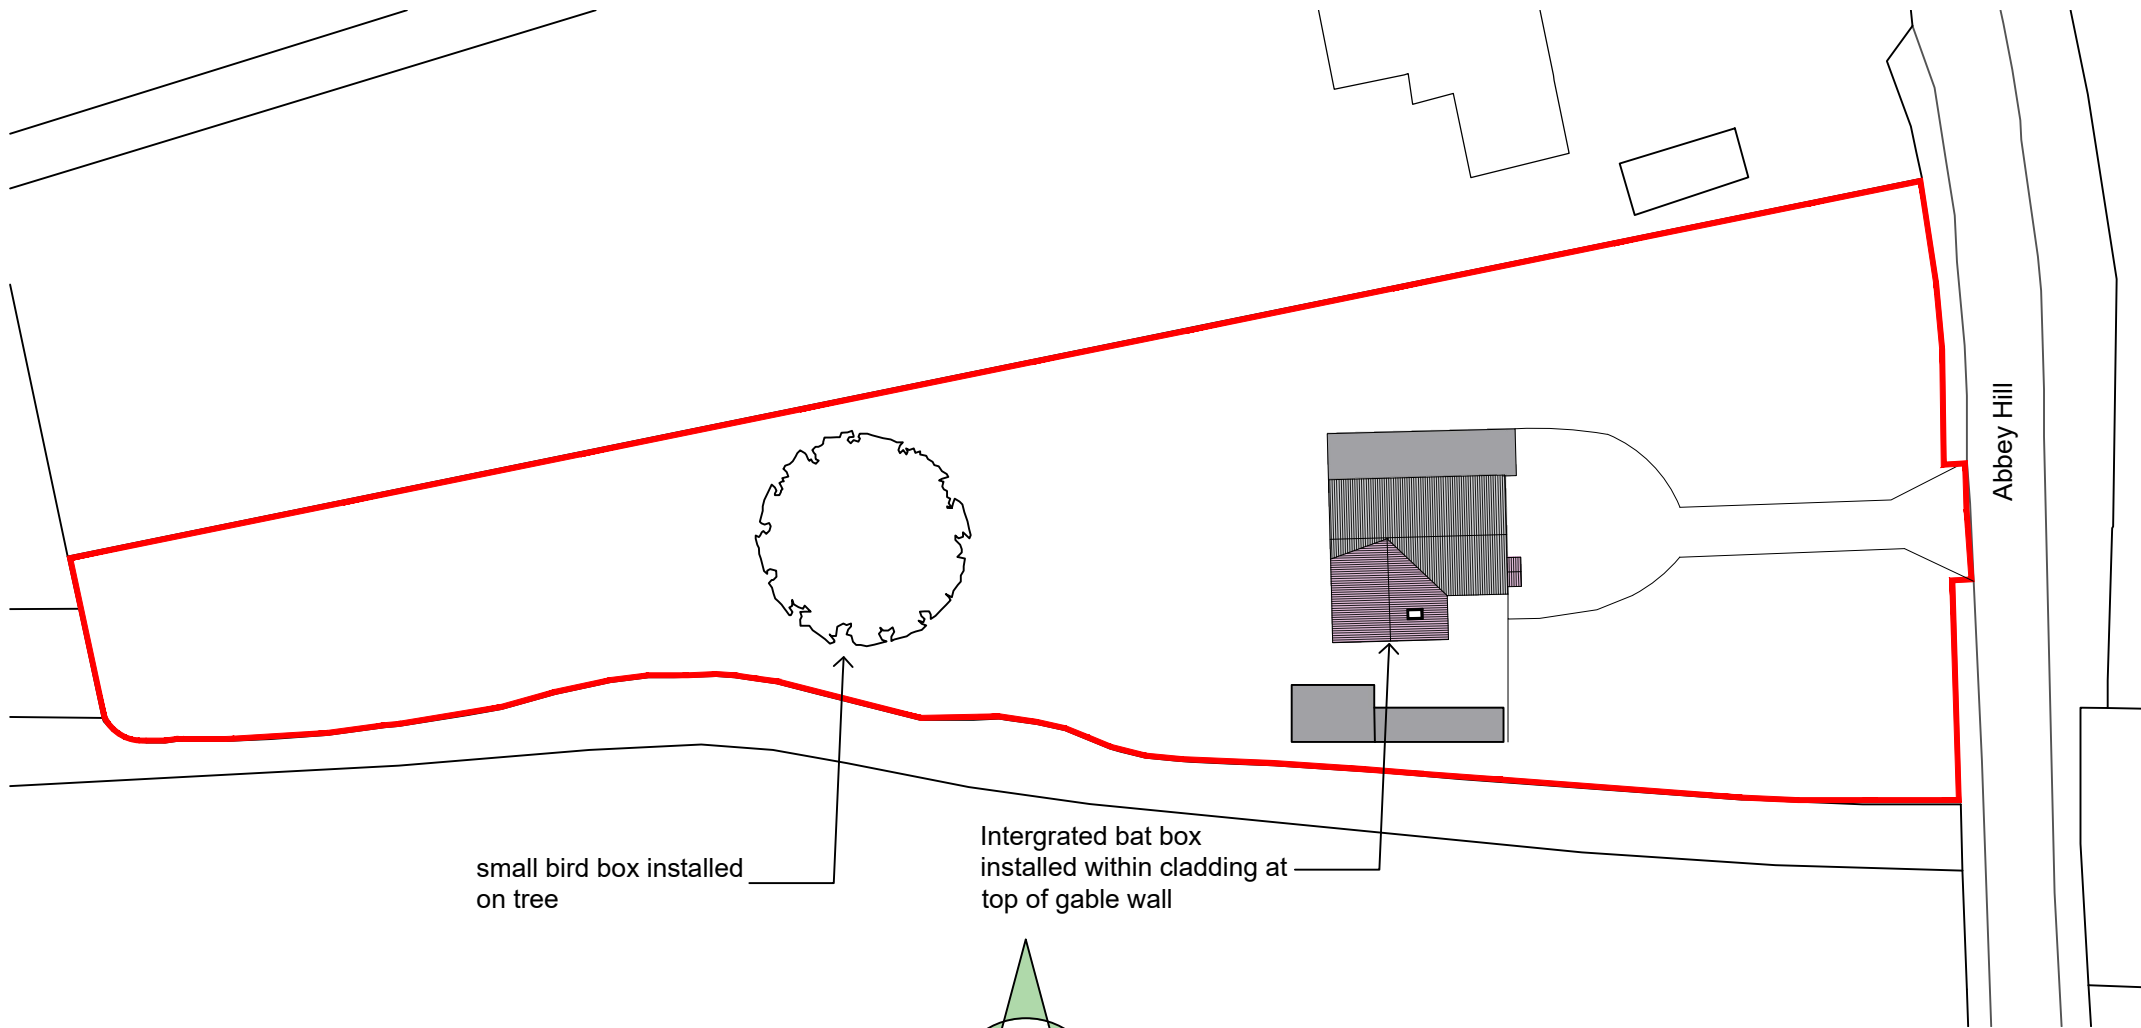 Abbey Hill
small bird box installed
on tree
Intergrated bat box
installed within cladding at
top of gable wall